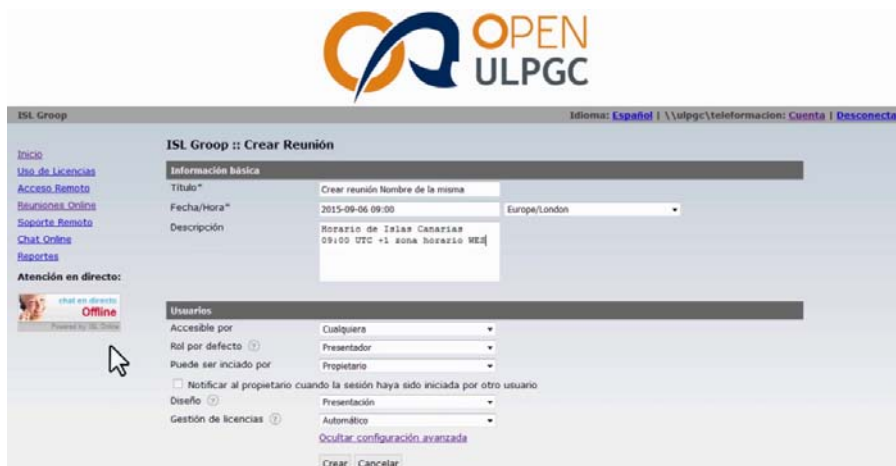 OPEN
ULPGC
ISL Groop
Idioma: Español | \\ulpgc\teleformacion: Cuenta | Desconecta
Inicio
Uso de Licencias
Acceso Remoto
Reuniones Online
Soporte Remoto
Chat Online
Reportes
Atención en directo:
chat en directo
Offline
Powered by ISL Online
ISL Groop :: Crear Reunión
Información básica
Título* Crear reunión Nombre de la misma
Fecha/Hora* 2015-09-06 09:00 Europe/London
Descripción Horario de Islas Canarias
09:00 UTC +1 zona horario WES
Usuarios
Accesible por Cualquiera
Rol por defecto ? Presentador
Puede ser inciado por Propietario
Notificar al propietario cuando la sesión haya sido iniciada por otro usuario
Diseño ? Presentación
Gestión de licencias ? Automático
Ocultar configuración avanzada
Crear Cancelar